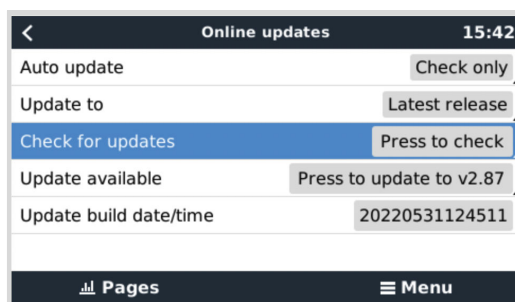 Online updates 15:42
Auto update Check only
Update to Latest release
Check for updates Press to check
Update available Press to update to v2.87
Update build date/time 20220531124511
Pages Menu